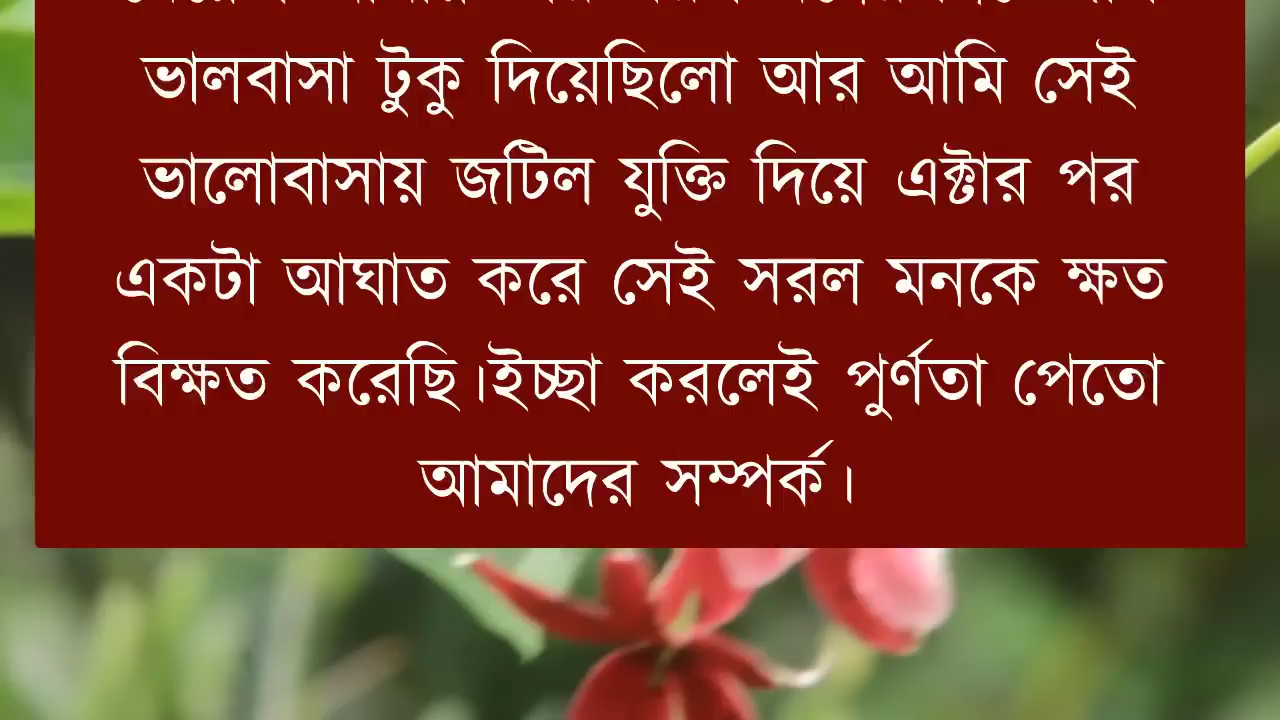 ভালবাসা টুকু দিয়েছিলো আর আমি সেই
ভালোবাসায় জটিল যুক্তি দিয়ে এক্টার পর
একটা আঘাত করে সেই সরল মনকে ক্ষত
বিক্ষত করেছি।ইচ্ছা করলেই পুর্ণতা পেতো
আমাদের সম্পর্ক।